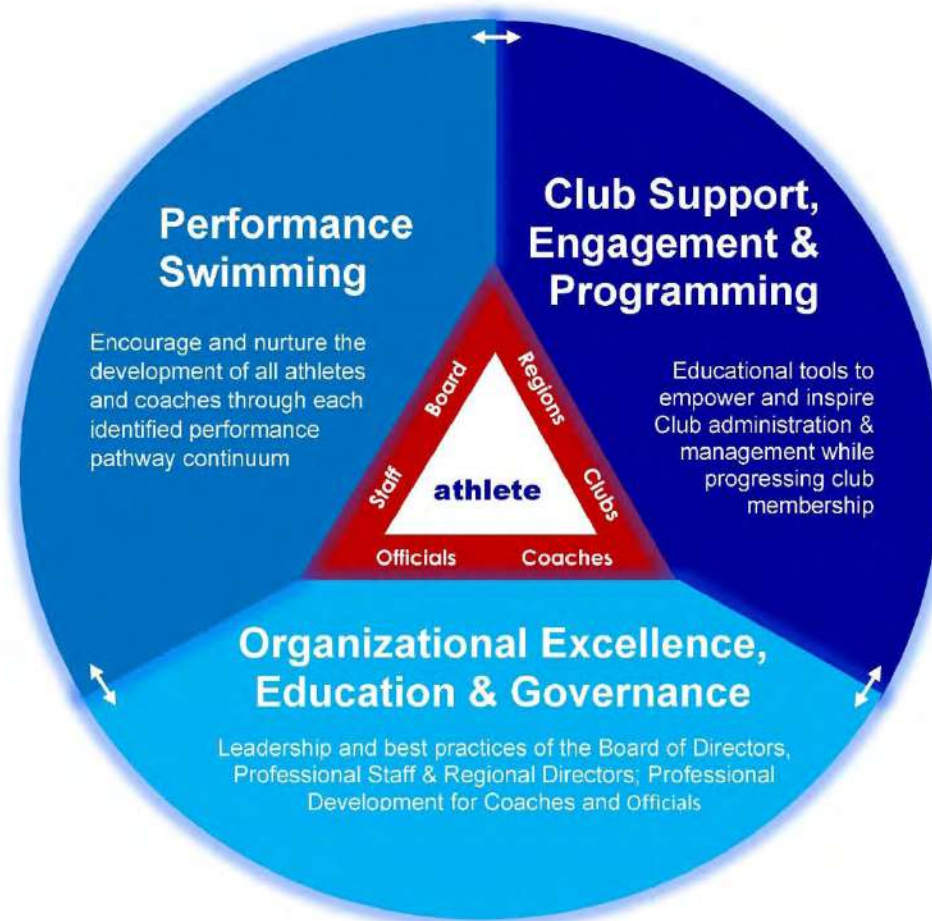 Performance
Swimming
Encourage and nurture the
development of all athletes
and coaches through each
identified performance
pathway continuum
Club Support,
Engagement &
Programming
Educational tools to
empower and inspire
Club administration &
management while
progressing club
membership
Board
Staff
Regions
Clubs
athlete
Officials
Coaches
Organizational Excellence,
Education & Governance
Leadership and best practices of the Board of Directors,
Professional Staff & Regional Directors; Professional
Development for Coaches and Officials